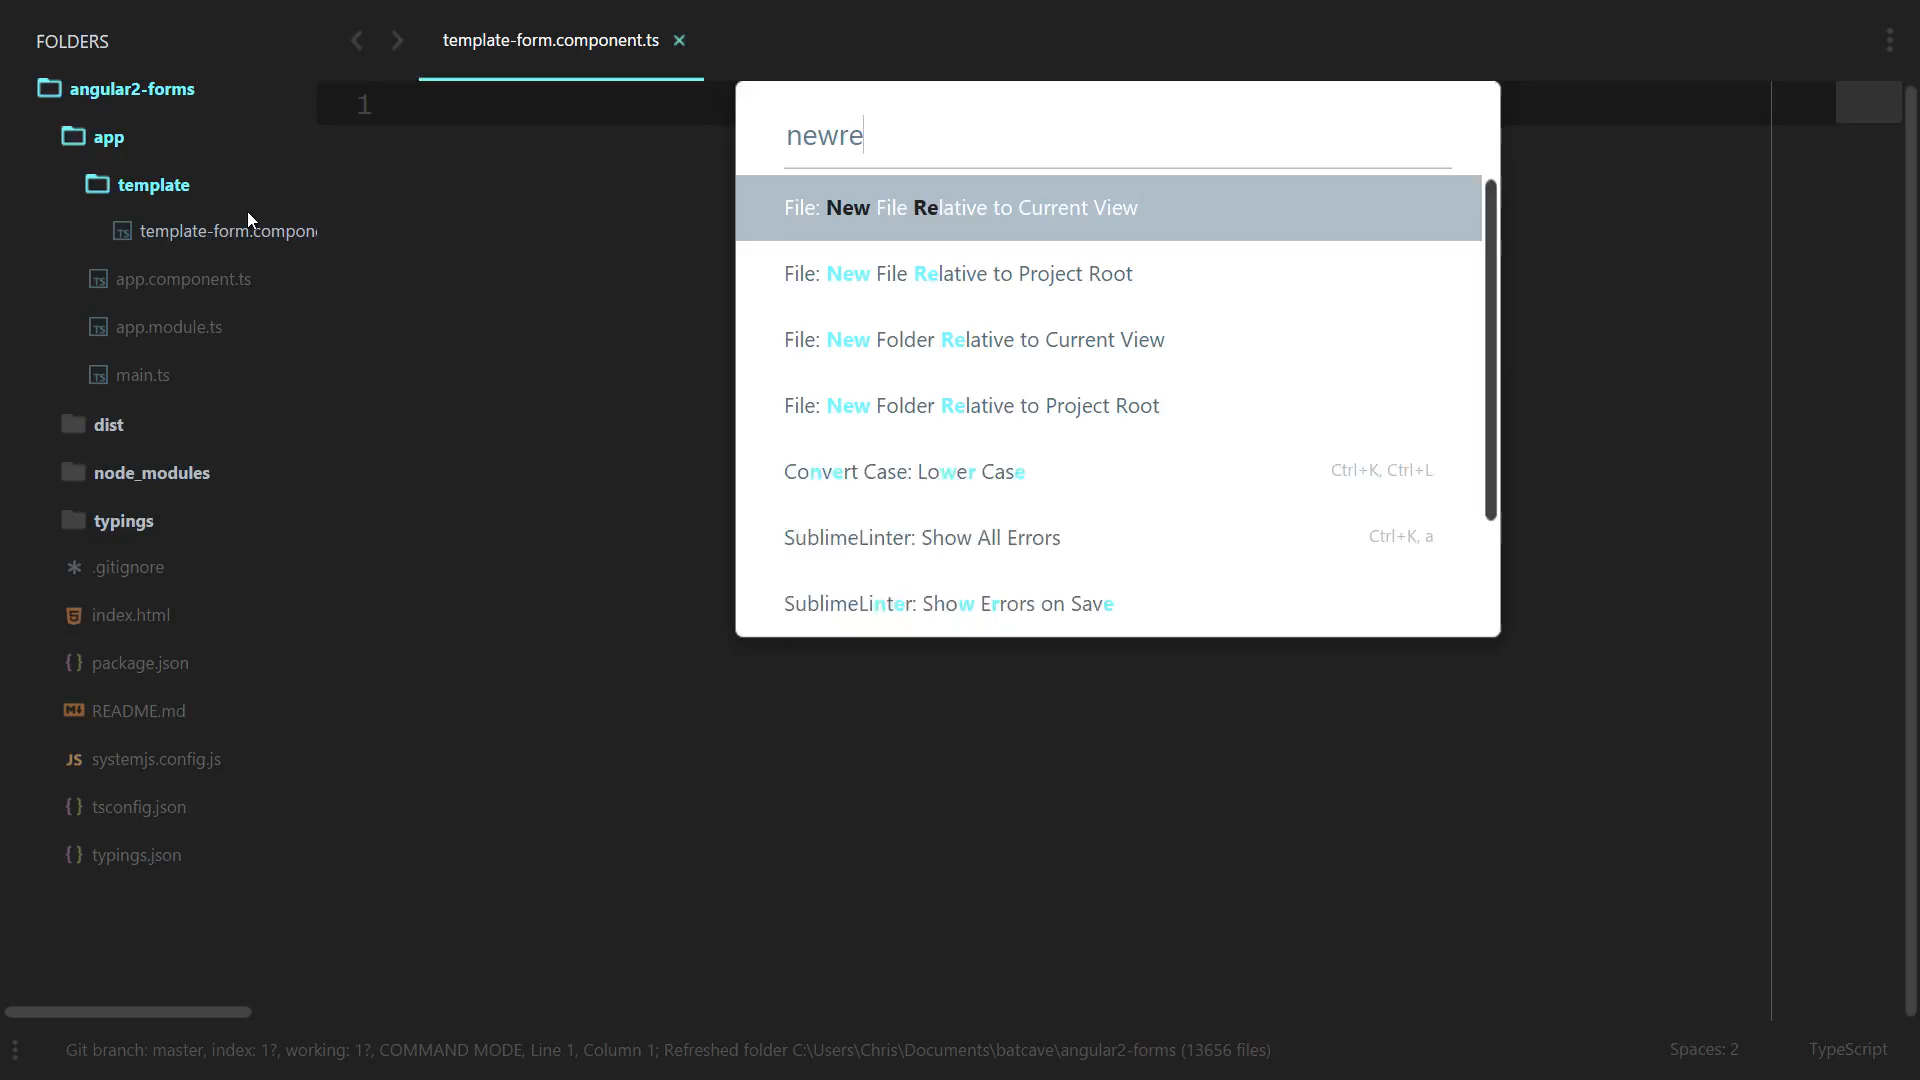 FOLDERS
angular2-forms
app
template
template-form.compon
app.component.ts
app.module.ts
main.ts
dist
node_modules
typings
.gitignore
index.html
package.json
README.md
systemjs.config.js
tsconfig.json
typings.json
template-form.component.ts
1
newre
File: New File Relative to Current View
File: New File Relative to Project Root
File: New Folder Relative to Current View
File: New Folder Relative to Project Root
Convert Case: Lower Case Ctrl+K, Ctrl+L
SublimeLinter: Show All Errors Ctrl+K, a
SublimeLinter: Show Errors on Save
Git branch: master, index: 1?, working: 1?, COMMAND MODE, Line 1, Column 1; Refreshed folder C:\Users\Chris\Documents\batcave\angular2-forms (13656 files) Spaces: 2 TypeScript